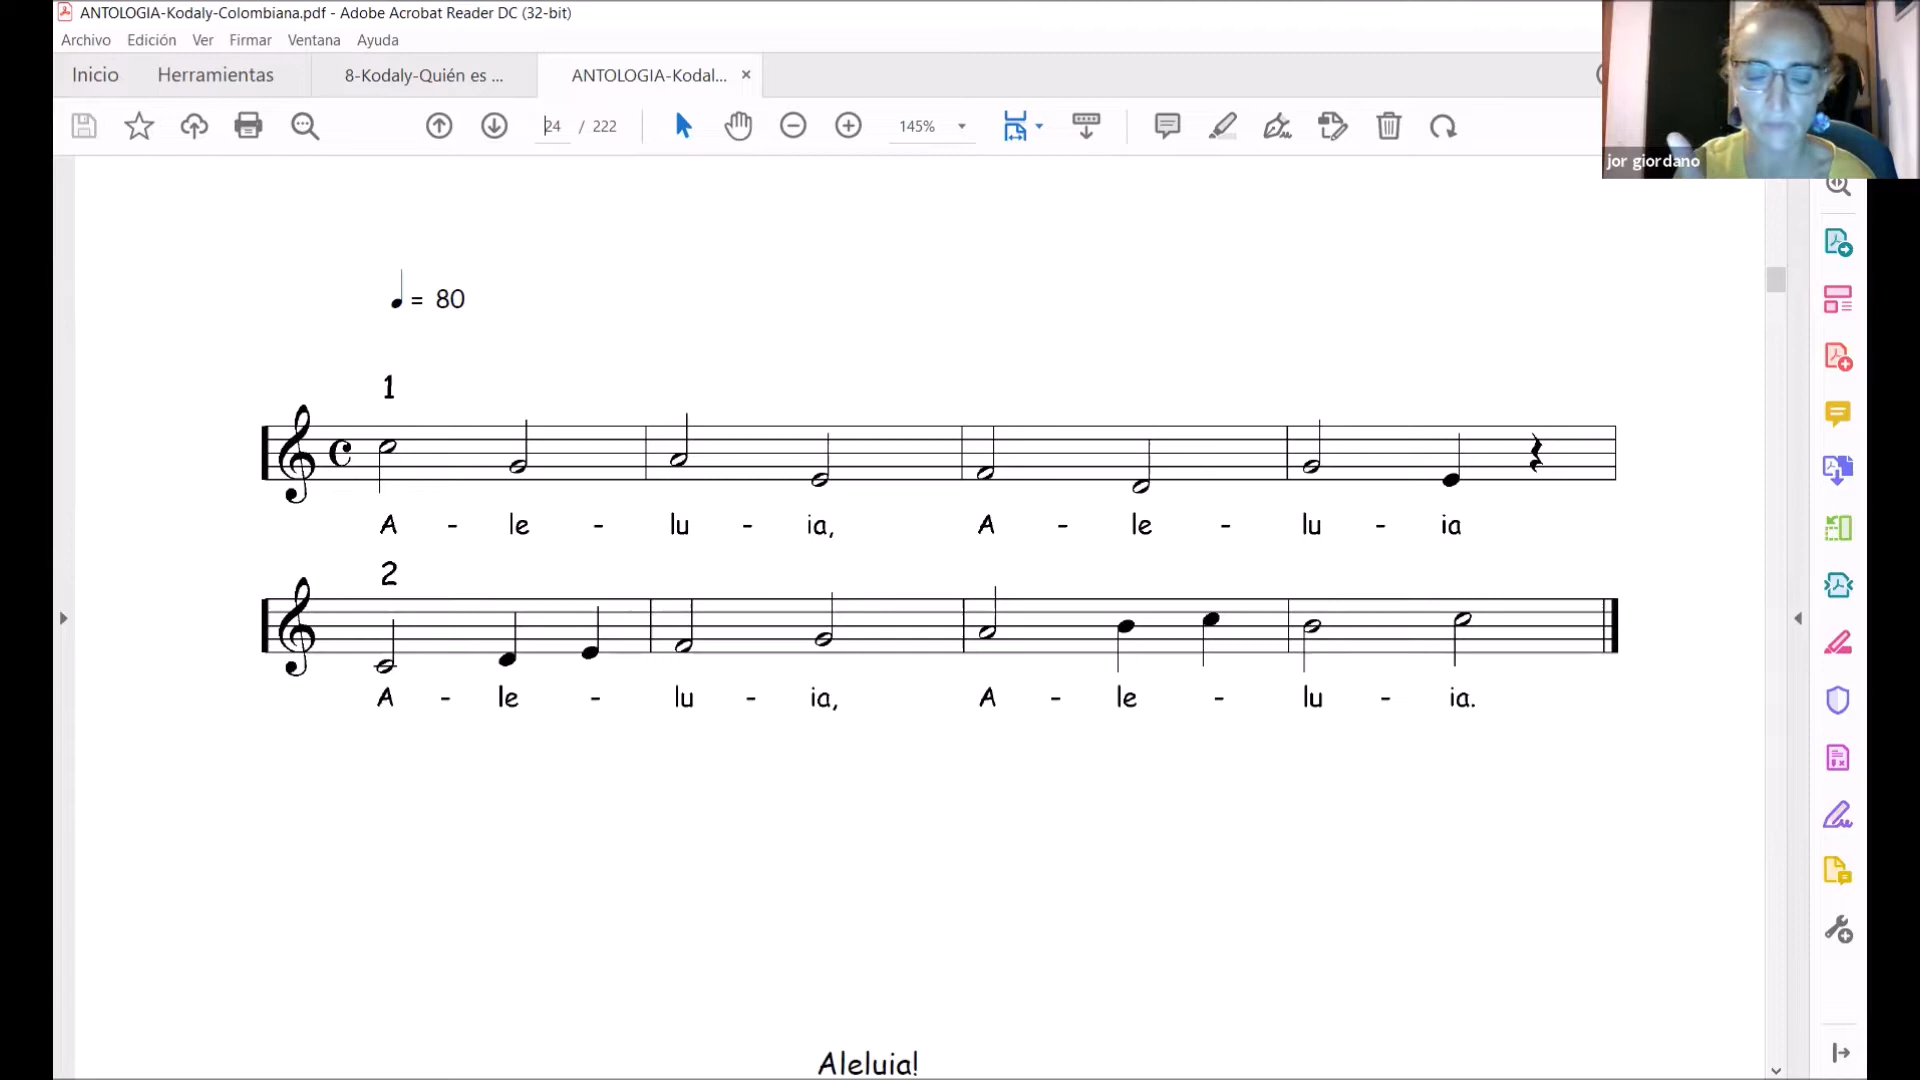 ANTOLOGIA-Kodaly-Colombiana.pdf - Adobe Acrobat Reader DC (32-bit)
Archivo Edición Ver Firmar Ventana Ayuda
Inicio Herramientas 8-Kodaly-Quién es ... ANTOLOGIA-Kodal... ×
24 / 222 145%
jor giordano
= 80
1
A - le - lu - ia, A - le - lu - ia
2
A - le - lu - ia, A - le - lu - ia.
Aleluia!